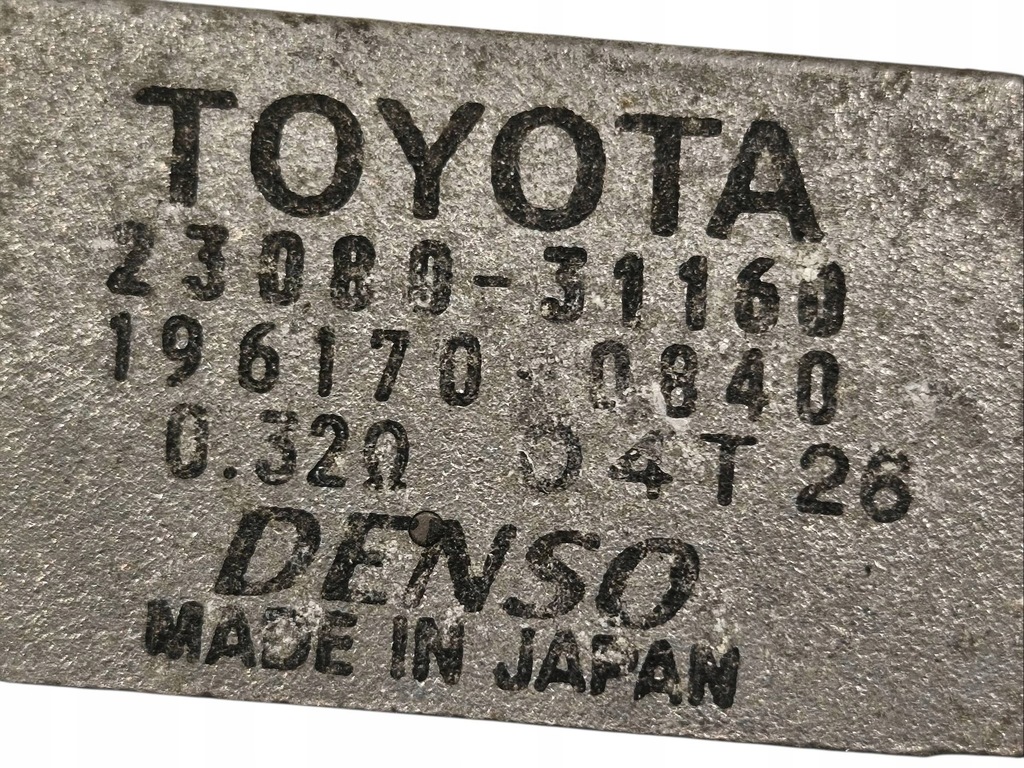 TOYOTA
23080-31160
196170-0840
0.32Ω 04T26
DENSO
MADE IN JAPAN